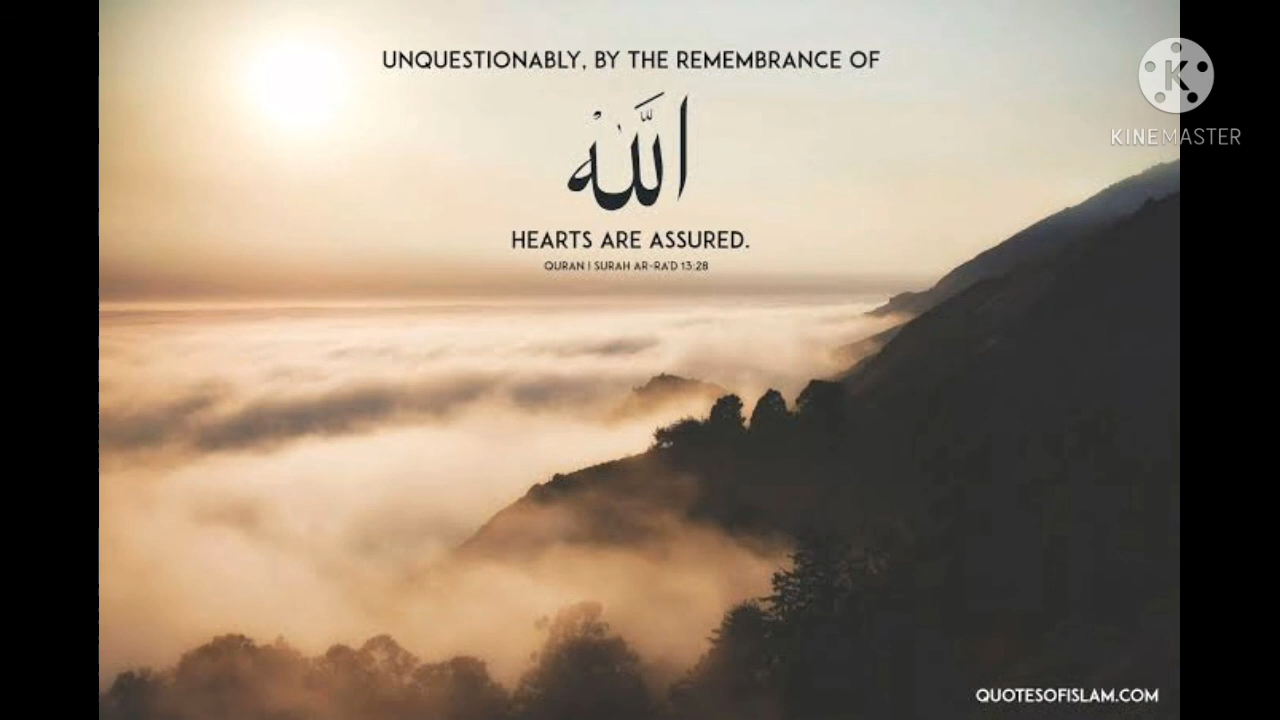 UNQUESTIONABLY, BY THE REMEMBRANCE OF
اللَّهُ
HEARTS ARE ASSURED.
QURAN | SURAH AR-RA'D 13:28
K
KINEMASTER
QUOTESOFISLAM.COM